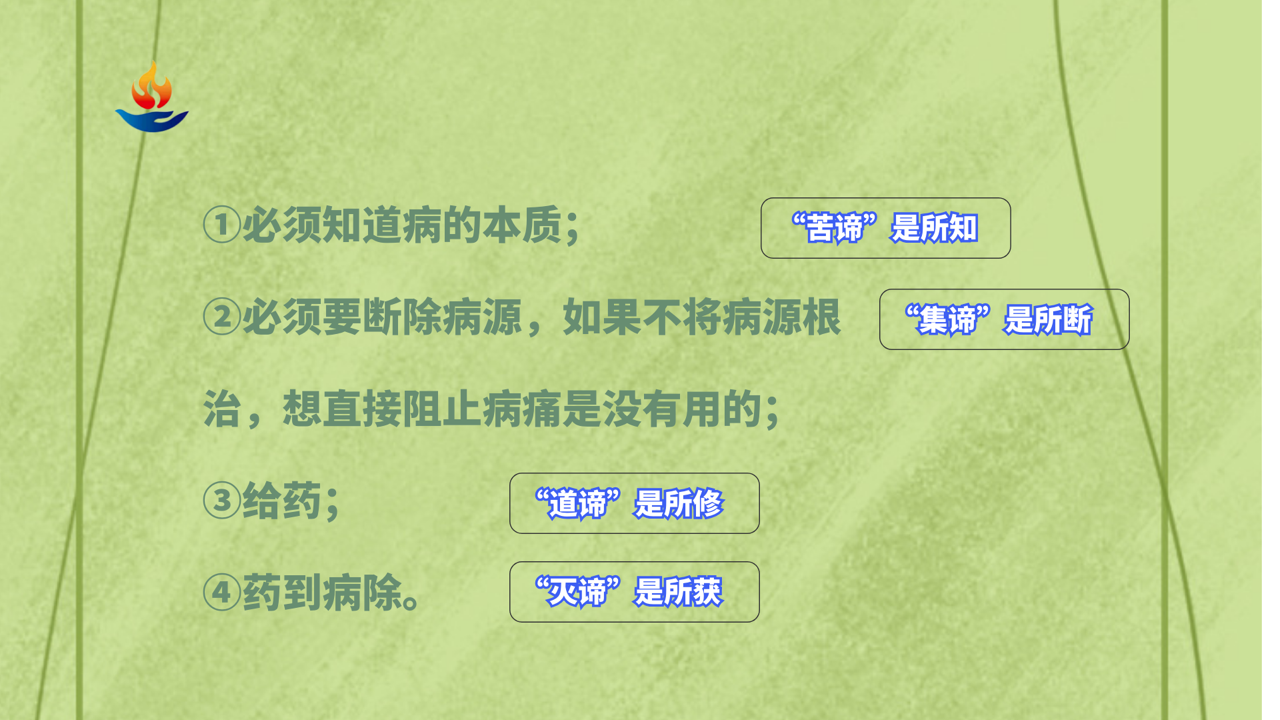 ①必须知道病的本质；
“苦谛”是所知
②必须要断除病源，如果不将病源根
“集谛”是所断
治，想直接阻止病痛是没有用的；
③给药；
“道谛”是所修
④药到病除。
“灭谛”是所获